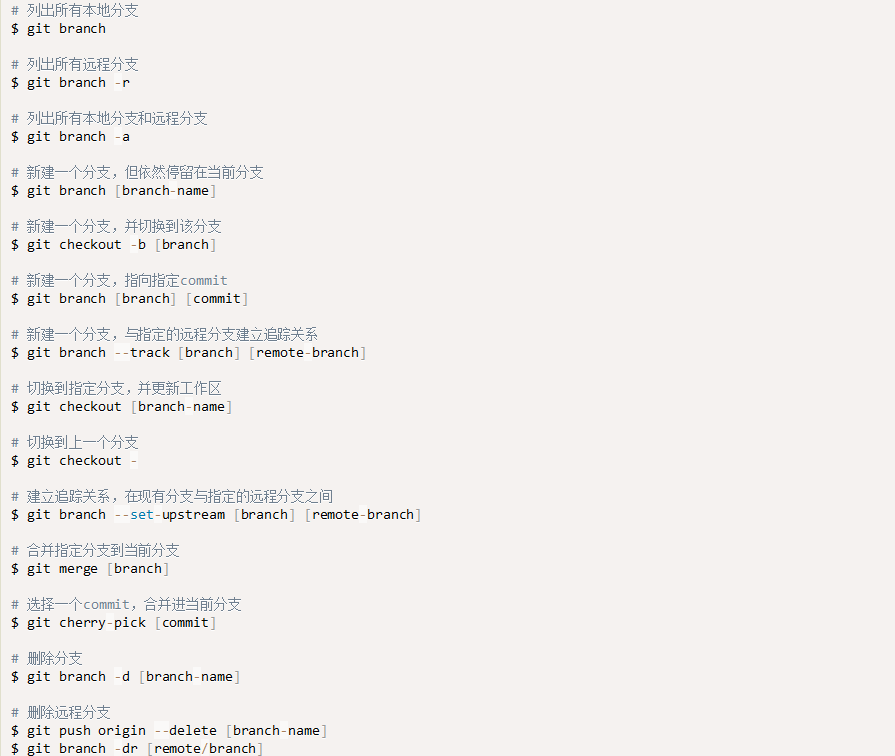 # 列出所有本地分支
$ git branch
# 列出所有远程分支
$ git branch -r
# 列出所有本地分支和远程分支
$ git branch -a
# 新建一个分支，但依然停留在当前分支
$ git branch [branch-name]
# 新建一个分支，并切换到该分支
$ git checkout -b [branch]
# 新建一个分支，指向指定commit
$ git branch [branch] [commit]
# 新建一个分支，与指定的远程分支建立追踪关系
$ git branch --track [branch] [remote-branch]
# 切换到指定分支，并更新工作区
$ git checkout [branch-name]
# 切换到上一个分支
$ git checkout -
# 建立追踪关系，在现有分支与指定的远程分支之间
$ git branch --set-upstream [branch] [remote-branch]
# 合并指定分支到当前分支
$ git merge [branch]
# 选择一个commit，合并进当前分支
$ git cherry-pick [commit]
# 删除分支
$ git branch -d [branch-name]
# 删除远程分支
$ git push origin --delete [branch-name]
$ git branch -dr [remote/branch]